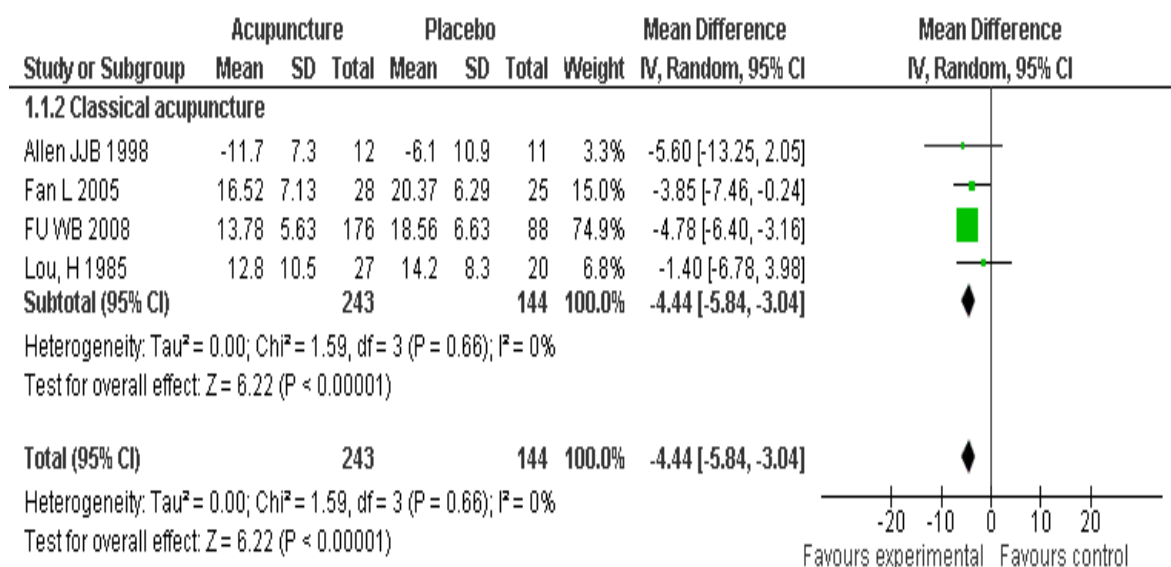 Acupuncture Placebo Mean Difference Mean Difference
Study or Subgroup Mean SD Total Mean SD Total Weight IV, Random, 95% CI IV, Random, 95% CI
1.1.2 Classical acupuncture
Allen JJB 1998 -11.7 7.3 12 -6.1 10.9 11 3.3% -5.60 [-13.25, 2.05]
Fan L 2005 16.52 7.13 28 20.37 6.29 25 15.0% -3.85 [-7.46, -0.24]
FU WB 2008 13.78 5.63 176 18.56 6.63 88 74.9% -4.78 [-6.40, -3.16]
Lou, H 1985 12.8 10.5 27 14.2 8.3 20 6.8% -1.40 [-6.78, 3.98]
Subtotal (95% CI) 243 144 100.0% -4.44 [-5.84, -3.04]
Heterogeneity: Tau² = 0.00; Chi² = 1.59, df = 3 (P = 0.66); I² = 0%
Test for overall effect: Z = 6.22 (P < 0.00001)
Total (95% CI) 243 144 100.0% -4.44 [-5.84, -3.04]
Heterogeneity: Tau² = 0.00; Chi² = 1.59, df = 3 (P = 0.66); I² = 0%
Test for overall effect: Z = 6.22 (P < 0.00001)
-20 -10 0 10 20
Favours experimental Favours control